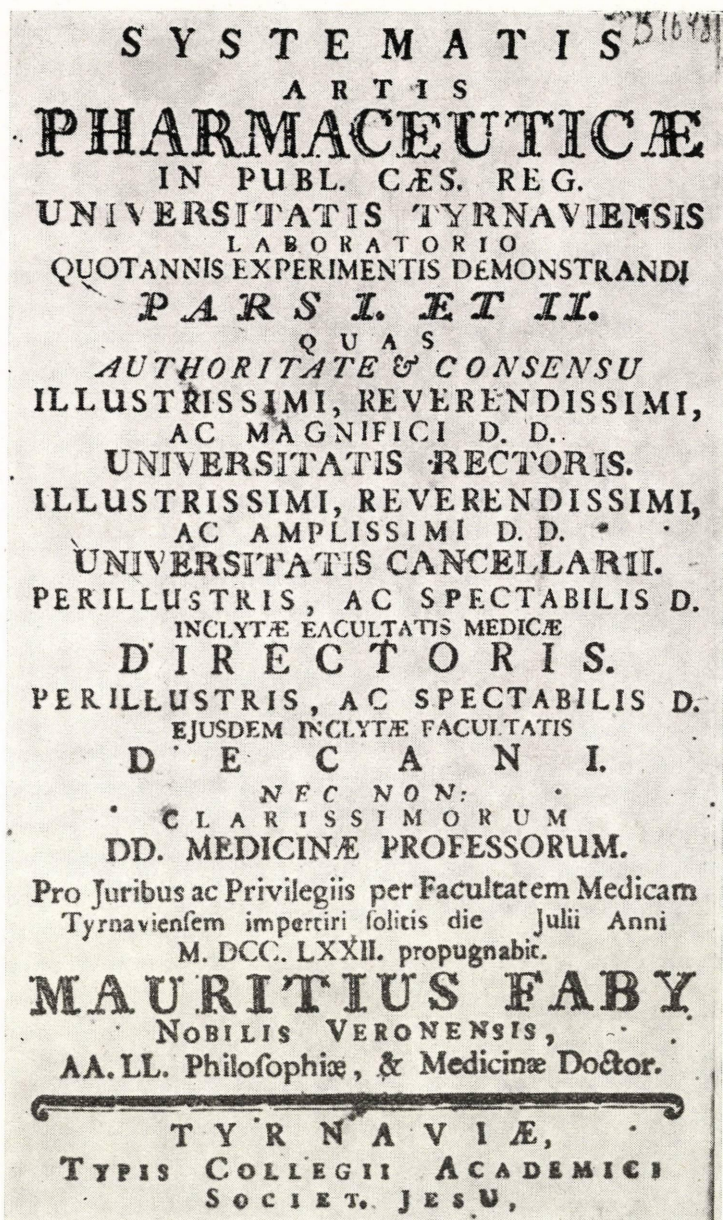 SYSTEMATIS
ARTIS
PHARMACEUTICÆ
IN PUBL. CÆS. REG.
UNIVERSITATIS TYRNAVIENSIS
LABORATORIO
QUOTANNIS EXPERIMENTIS DEMONSTRANDI
PARS I. ET II.
QUAS
AUTHORITATE & CONSENSU
ILLUSTRISSIMI, REVERENDISSIMI,
AC MAGNIFICI D. D.
UNIVERSITATIS RECTORIS.
ILLUSTRISSIMI, REVERENDISSIMI,
AC AMPLISSIMI D. D.
UNIVERSITATIS CANCELLARII.
PERILLUSTRIS, AC SPECTABILIS D.
INCLYTÆ EACULTATIS MEDICÆ
DIRECTORIS.
PERILLUSTRIS, AC SPECTABILIS D.
EJUSDEM INCLYTÆ FACULTATIS
DECANI.
NEC NON:
CLARISSIMORUM
DD. MEDICINÆ PROFESSORUM.
Pro Juribus ac Privilegiis per Facultatem Medicam
Tyrnavienſem impertiri ſolitis die Julii Anni
M. DCC. LXXII. propugnabit.
MAURITIUS FABY
NOBILIS VERONENSIS,
AA. LL. Philoſophiæ, & Medicinæ Doctor.
TYRNAVIÆ,
TYPIS COLLEGII ACADEMICI
SOCIET. JESU,